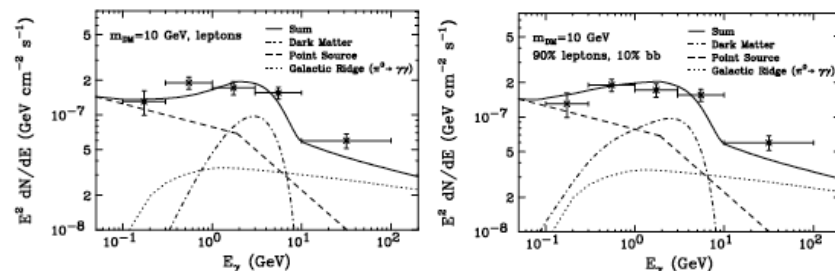 m_DM=10 GeV, leptons
Sum
Dark Matter
Point Source
Galactic Ridge (π⁰→ γγ)
E² dN/dE (GeV cm⁻² s⁻¹)
2
10⁻⁷
5
2
10⁻⁸
10⁻¹
10⁰
10¹
10²
E_γ (GeV)
m_DM=10 GeV
90% leptons, 10% bb
Sum
Dark Matter
Point Source
Galactic Ridge (π⁰→ γγ)
E² dN/dE (GeV cm⁻² s⁻¹)
2
10⁻⁷
5
2
10⁻⁸
10⁻¹
10⁰
10¹
10²
E_γ (GeV)